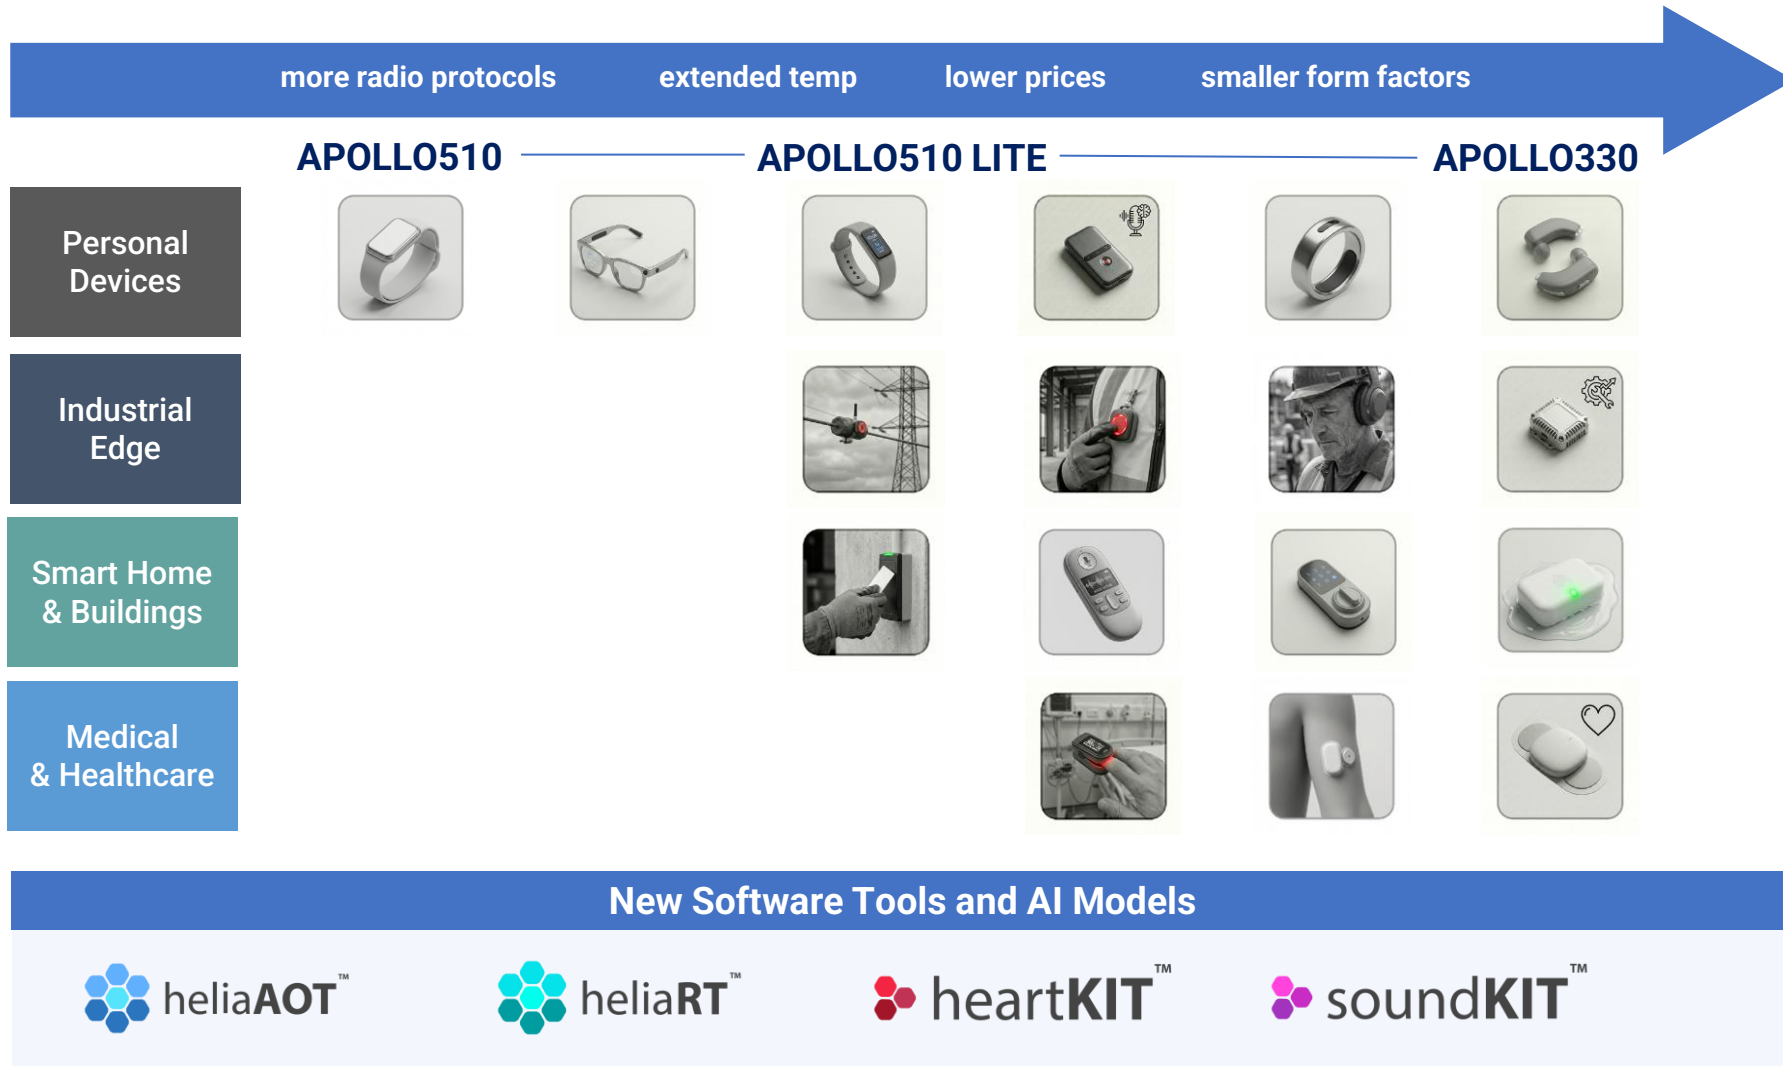 more radio protocols extended temp lower prices smaller form factors
APOLLO510 APOLLO510 LITE APOLLO330
Personal
Devices
Industrial
Edge
Smart Home
& Buildings
Medical
& Healthcare
New Software Tools and AI Models
heliaAOT™ heliaRT™ heartKIT™ soundKIT™